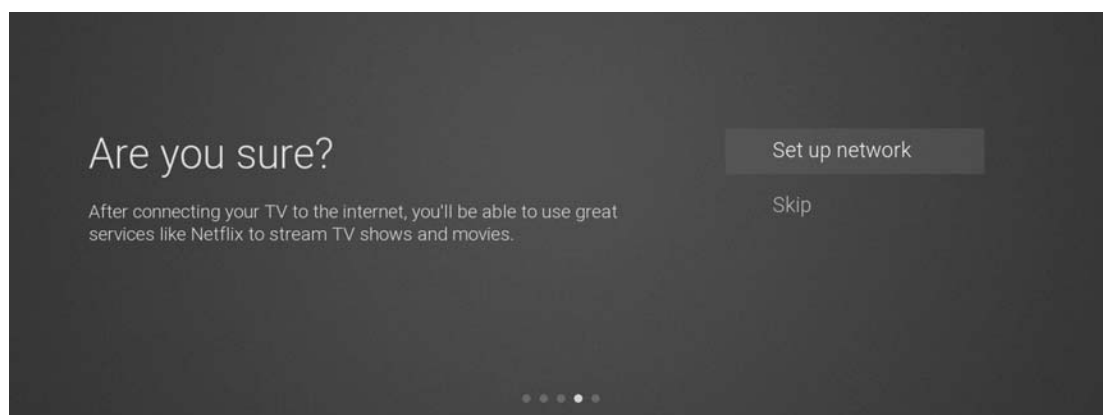 Are you sure?
After connecting your TV to the internet, you'll be able to use great
services like Netflix to stream TV shows and movies.
Set up network
Skip